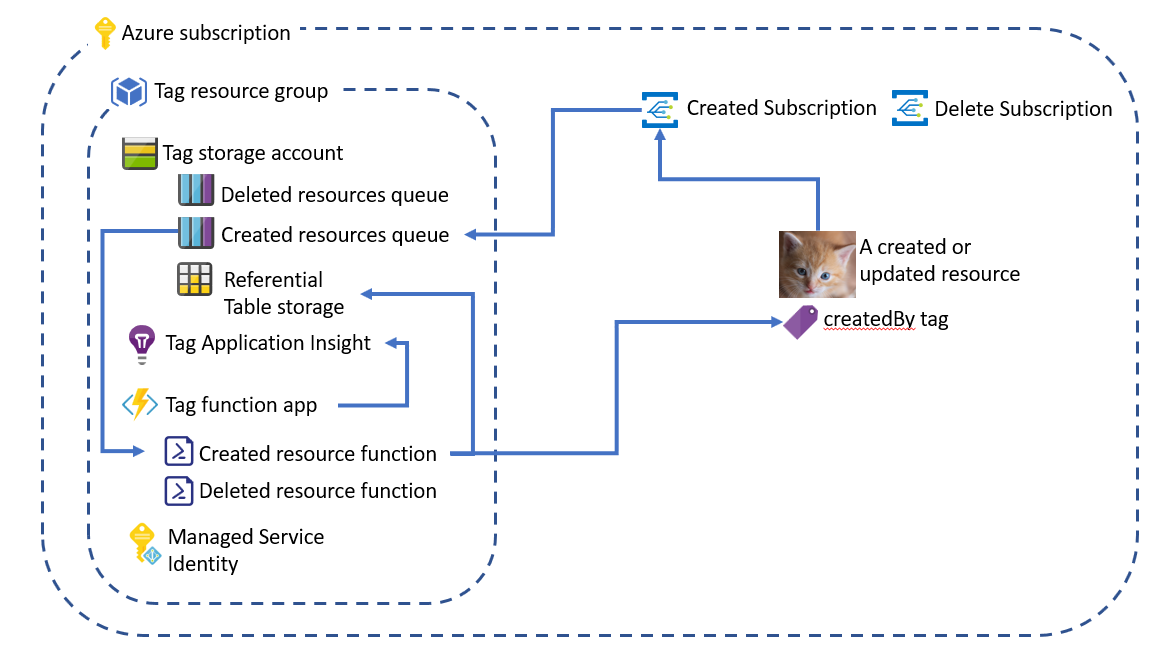 Azure subscription
Tag resource group
Created Subscription
Delete Subscription
Tag storage account
Deleted resources queue
Created resources queue
A created or
updated resource
Referential
Table storage
createdBy tag
Tag Application Insight
Tag function app
Created resource function
Deleted resource function
Managed Service
Identity